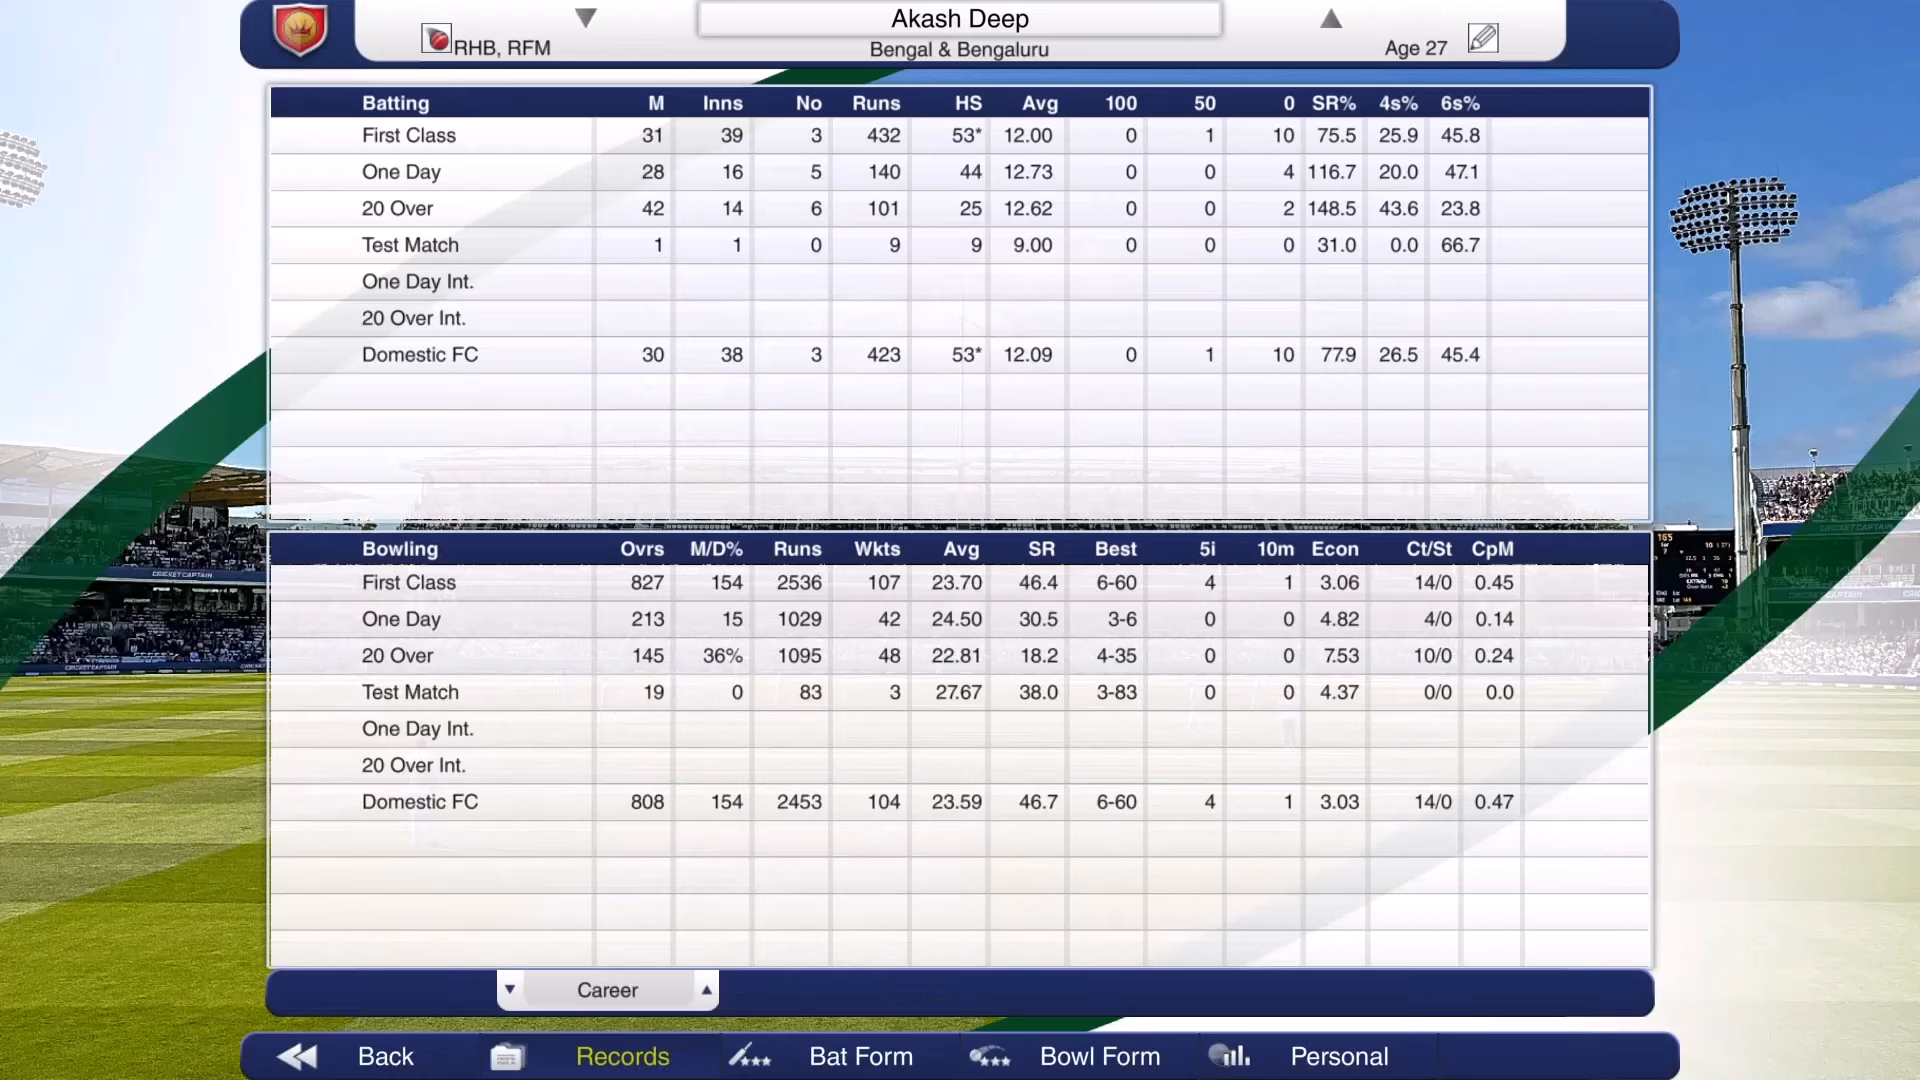 Akash Deep
RHB, RFM
Bengal & Bengaluru
Age 27
Batting M Inns No Runs HS Avg 100 50 0 SR% 4s% 6s%
First Class 31 39 3 432 53* 12.00 0 1 10 75.5 25.9 45.8
One Day 28 16 5 140 44 12.73 0 0 4 116.7 20.0 47.1
20 Over 42 14 6 101 25 12.62 0 0 2 148.5 43.6 23.8
Test Match 1 1 0 9 9 9.00 0 0 0 31.0 0.0 66.7
One Day Int.
20 Over Int.
Domestic FC 30 38 3 423 53* 12.09 0 1 10 77.9 26.5 45.4
Bowling Ovrs M/D% Runs Wkts Avg SR Best 5i 10m Econ Ct/St CpM
First Class 827 154 2536 107 23.70 46.4 6-60 4 1 3.06 14/0 0.45
One Day 213 15 1029 42 24.50 30.5 3-6 0 0 4.82 4/0 0.14
20 Over 145 36% 1095 48 22.81 18.2 4-35 0 0 7.53 10/0 0.24
Test Match 19 0 83 3 27.67 38.0 3-83 0 0 4.37 0/0 0.0
One Day Int.
20 Over Int.
Domestic FC 808 154 2453 104 23.59 46.7 6-60 4 1 3.03 14/0 0.47
CRICKET CAPTAIN
CRICKET CAPTAIN
165
Career
Back Records Bat Form Bowl Form Personal